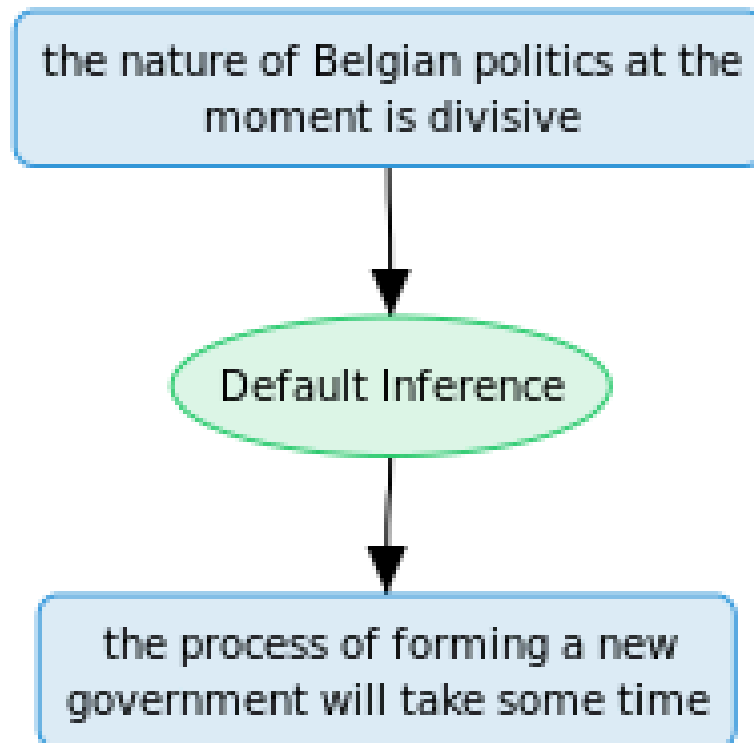 the nature of Belgian politics at the
moment is divisive
Default Inference
the process of forming a new
government will take some time